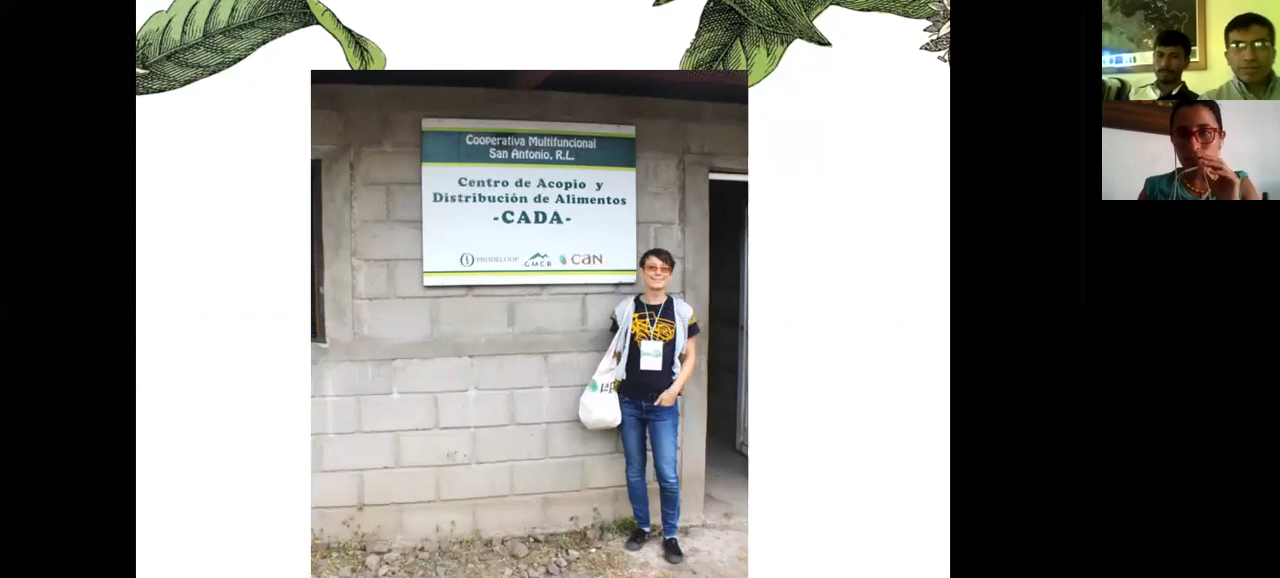 Cooperativa Multifuncional
San Antonio, R.L.
Centro de Acopio y
Distribución de Alimentos
-CADA-
PRODECOOP GMCR CAN